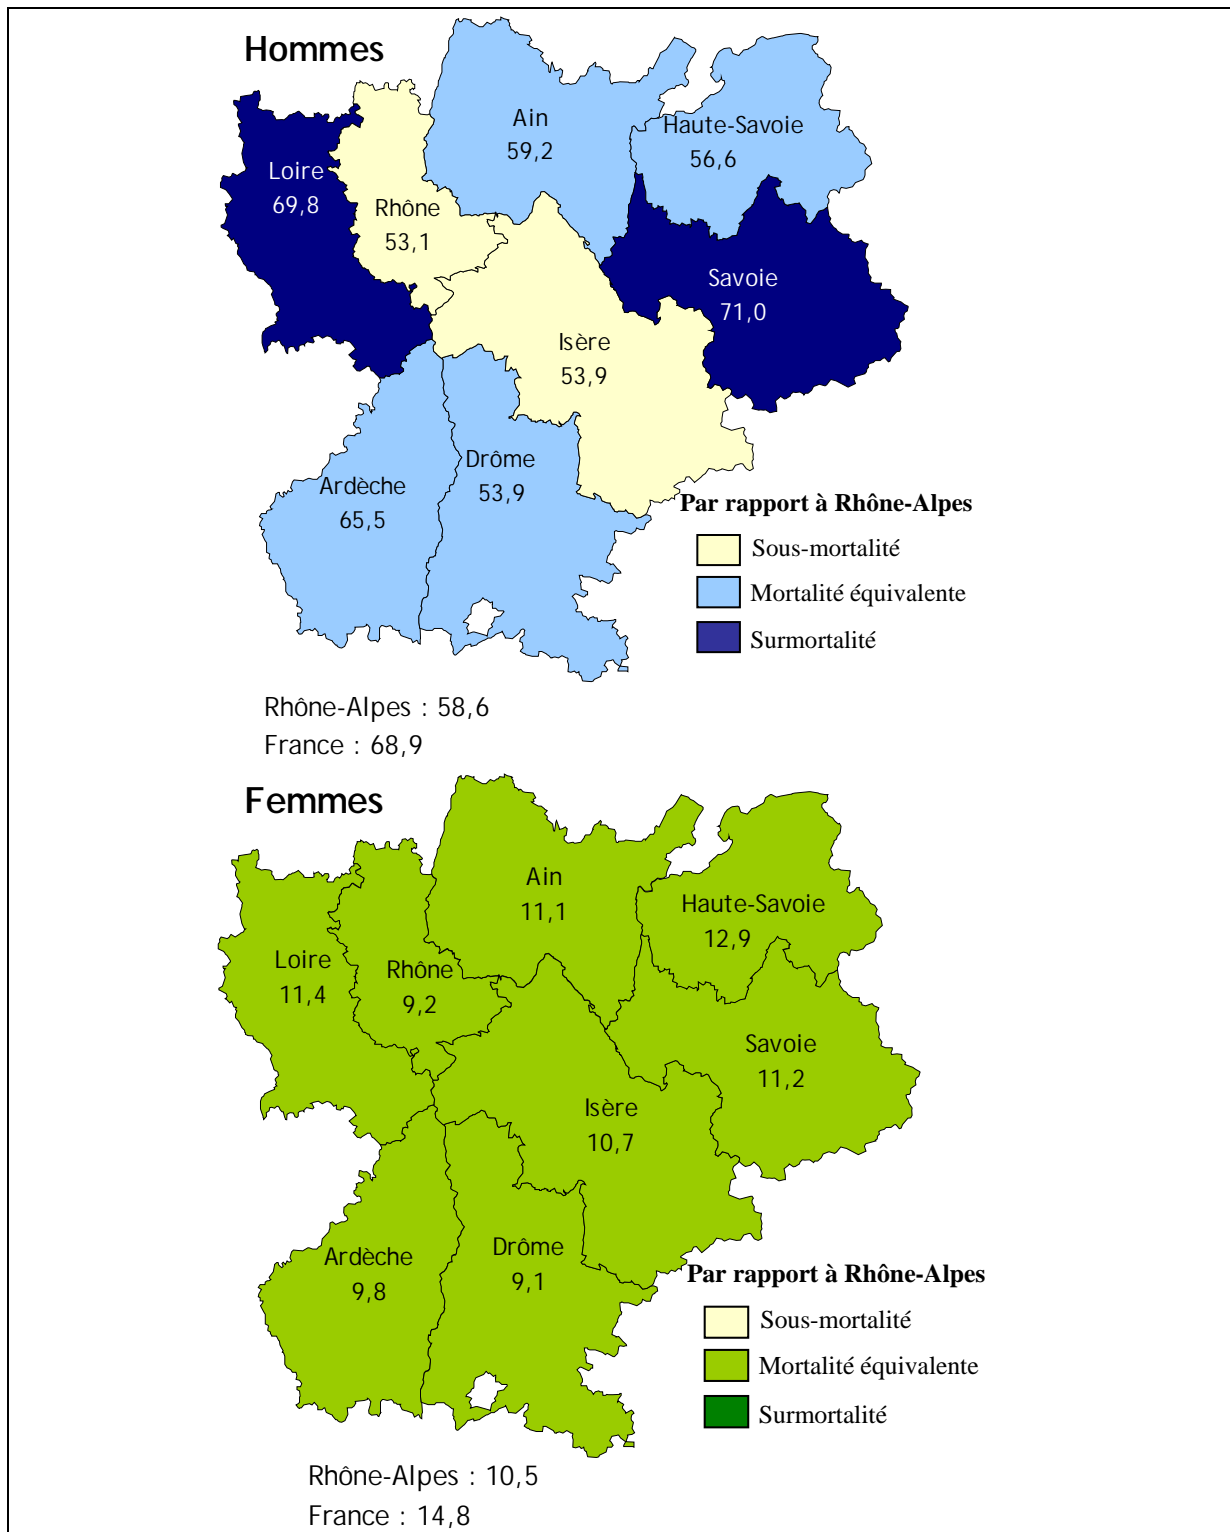 Hommes
Ain
59,2
Haute-Savoie
56,6
Loire
69,8
Rhône
53,1
Savoie
71,0
Isère
53,9
Drôme
53,9
Ardèche
65,5
Par rapport à Rhône-Alpes
Sous-mortalité
Mortalité équivalente
Surmortalité
Rhône-Alpes : 58,6
France : 68,9
Femmes
Ain
11,1
Haute-Savoie
12,9
Loire
11,4
Rhône
9,2
Savoie
11,2
Isère
10,7
Ardèche
9,8
Drôme
9,1
Par rapport à Rhône-Alpes
Sous-mortalité
Mortalité équivalente
Surmortalité
Rhône-Alpes : 10,5
France : 14,8